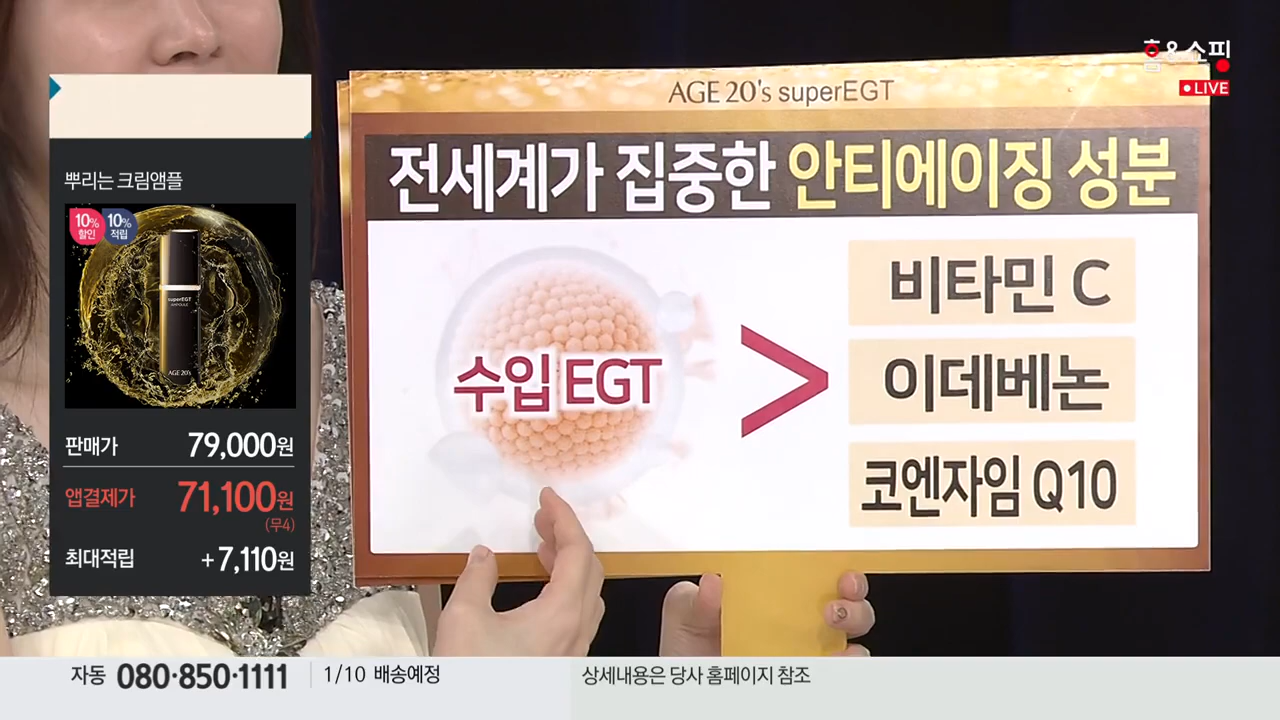 홈&쇼핑
LIVE
AGE 20's superEGT
전세계가 집중한 안티에이징 성분
수입 EGT
>
비타민 C
이데베논
코엔자임 Q10
뿌리는 크림앰플
10% 할인
10% 적립
superEGT
AMPOULE
AGE 20's
판매가 79,000원
앱결제가 71,100원
(무4)
최대적립 +7,110원
자동 080·850·1111
1/10 배송예정
상세내용은 당사 홈페이지 참조